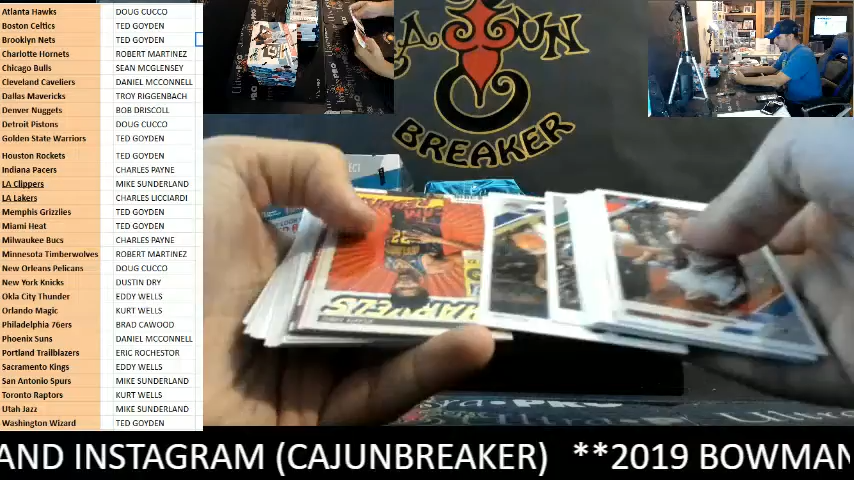 Atlanta Hawks DOUG CUCCO
Boston Celtics TED GOYDEN
Brooklyn Nets TED GOYDEN
Charlotte Hornets ROBERT MARTINEZ
Chicago Bulls SEAN MCGLENSEY
Cleveland Caveliers DANIEL MCCONNELL
Dallas Mavericks TROY RIGGENBACH
Denver Nuggets BOB DRISCOLL
Detroit Pistons DOUG CUCCO
Golden State Warriors TED GOYDEN
Houston Rockets TED GOYDEN
Indiana Pacers CHARLES PAYNE
LA Clippers MIKE SUNDERLAND
LA Lakers CHARLES LICCIARDI
Memphis Grizzlies TED GOYDEN
Miami Heat TED GOYDEN
Milwaukee Bucs CHARLES PAYNE
Minnesota Timberwolves ROBERT MARTINEZ
New Orleans Pelicans DOUG CUCCO
New York Knicks DUSTIN DRY
Okla City Thunder EDDY WELLS
Orlando Magic KURT WELLS
Philadelphia 76ers BRAD CAWOOD
Phoenix Suns DANIEL MCCONNELL
Portland Trailblazers ERIC ROCHESTOR
Sacramento Kings EDDY WELLS
San Antonio Spurs MIKE SUNDERLAND
Toronto Raptors KURT WELLS
Utah Jazz MIKE SUNDERLAND
Washington Wizard TED GOYDEN
BREAKER
AND INSTAGRAM (CAJUNBREAKER) **2019 BOWMAN